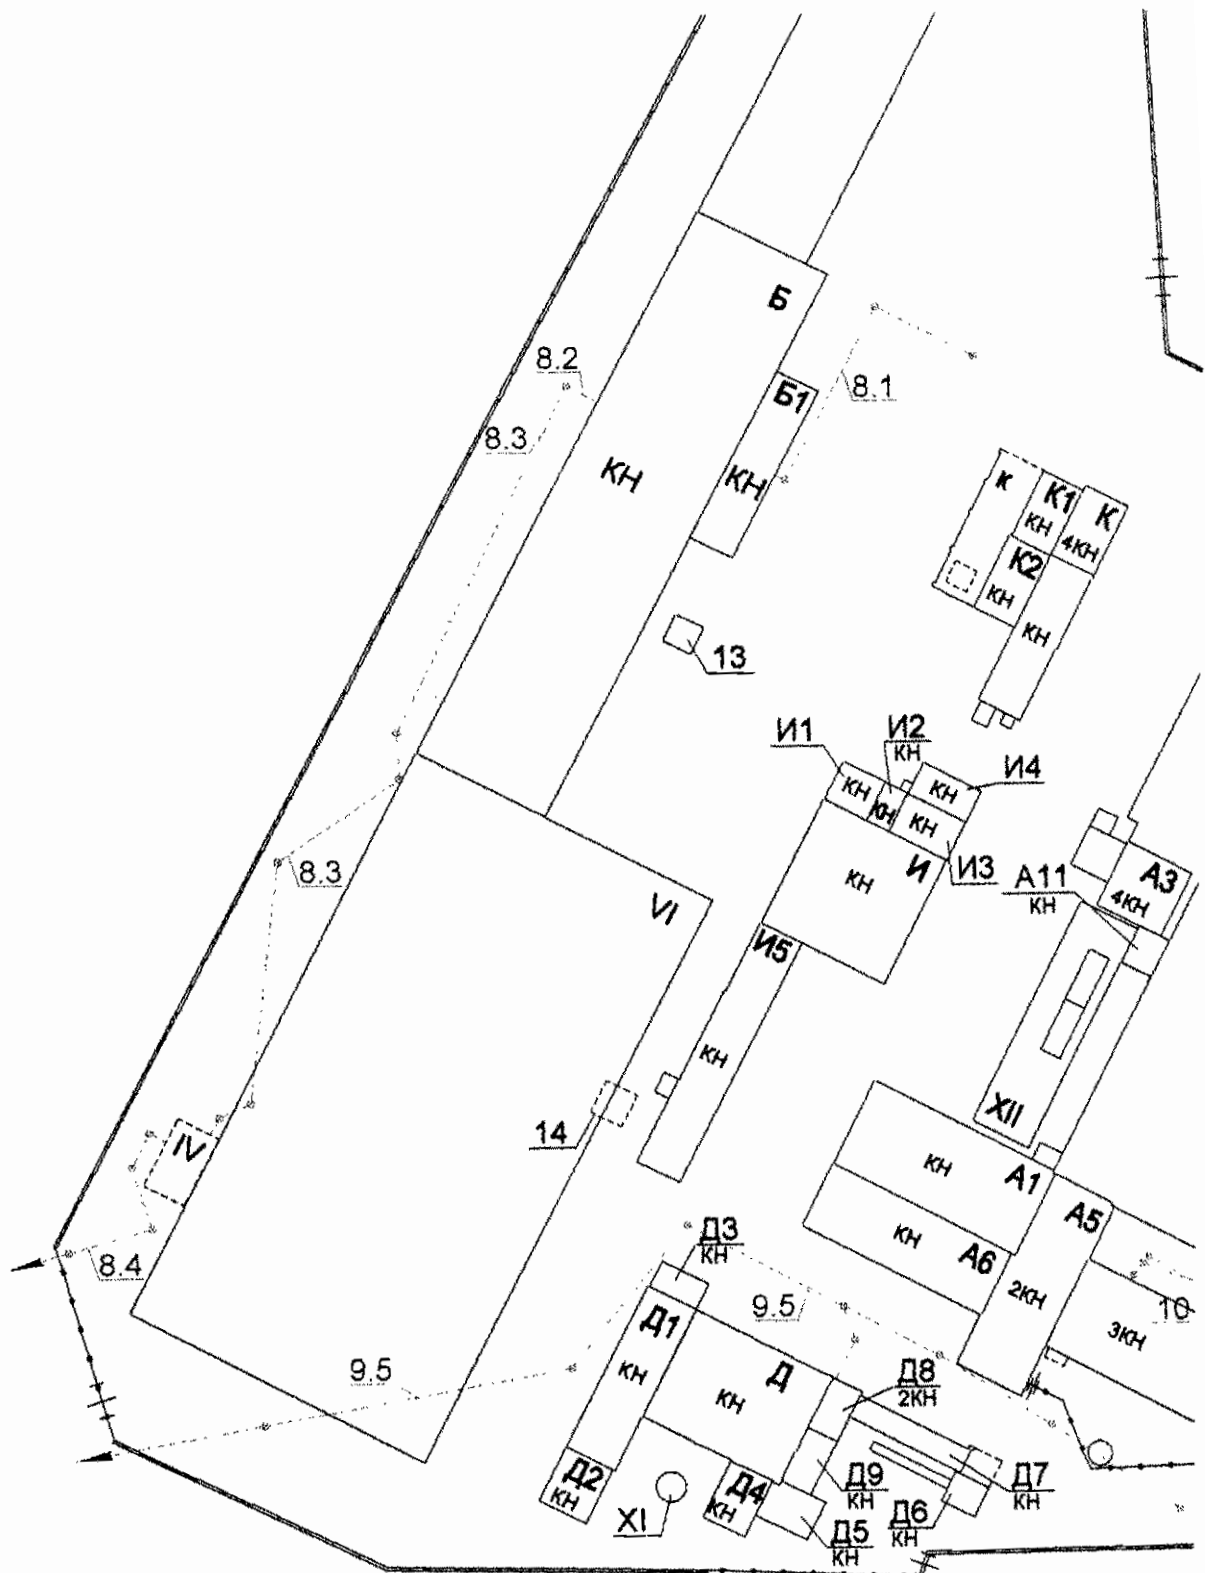 Б
8.2
8.1
Б1
8.3
КН
КН
К
К1
К
КН
4КН
К2
КН
КН
13
И1
И2
КН
И4
КН
КН
КН
КН
8.3
И
И3
КН
А3
А11
КН
4КН
VI
И5
КН
XII
14
IV
КН
А1
Д3
КН
А5
КН
А6
8.4
2КН
9.5
10
Д1
3КН
9.5
КН
Д
КН
Д8
2КН
Д2
КН
Д4
КН
Д9
КН
Д7
КН
XI
Д5
КН
Д6
КН